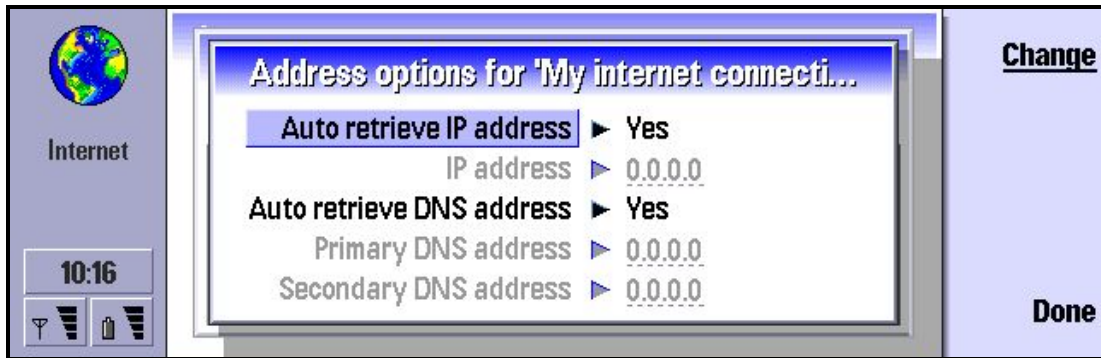 Internet
10:16
Address options for 'My internet connecti...
Auto retrieve IP address Yes
IP address 0.0.0.0
Auto retrieve DNS address Yes
Primary DNS address 0.0.0.0
Secondary DNS address 0.0.0.0
Change
Done